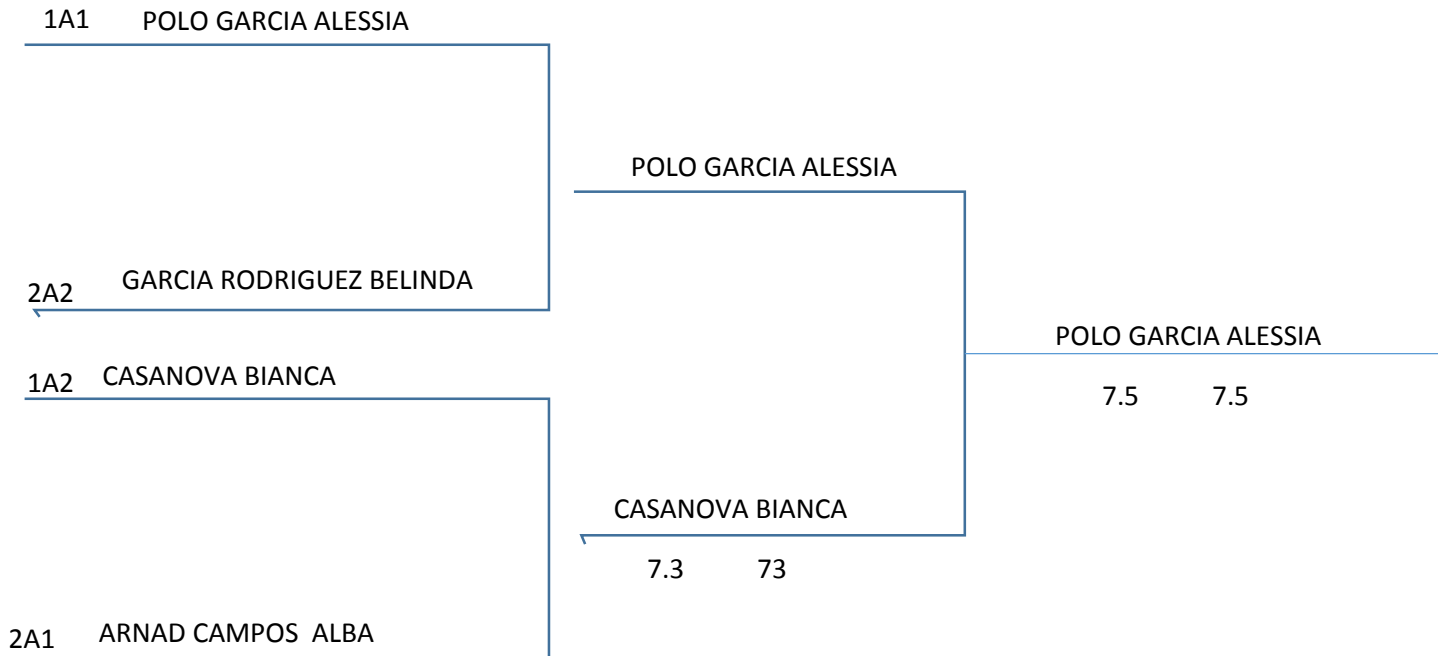 1A1 POLO GARCIA ALESSIA
POLO GARCIA ALESSIA
2A2 GARCIA RODRIGUEZ BELINDA
POLO GARCIA ALESSIA
1A2 CASANOVA BIANCA
7.5 7.5
CASANOVA BIANCA
7.3 73
2A1 ARNAD CAMPOS ALBA